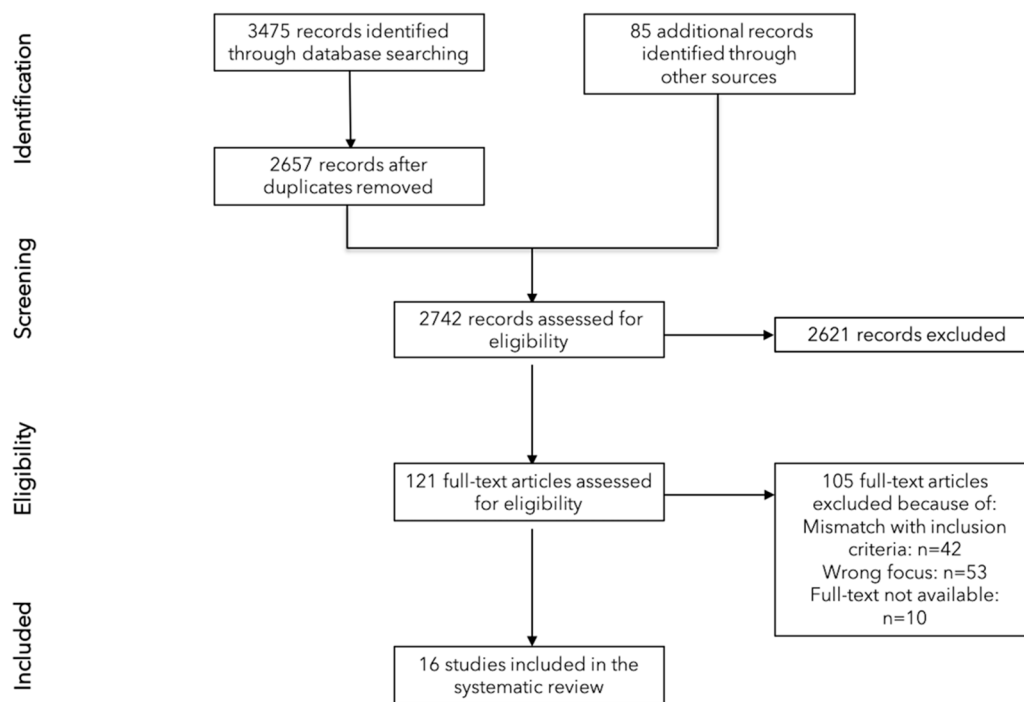 Identification
3475 records identified
through database searching
85 additional records
identified through
other sources
2657 records after
duplicates removed
Screening
2742 records assessed for
eligibility
2621 records excluded
Eligibility
121 full-text articles assessed
for eligibility
105 full-text articles
excluded because of:
Mismatch with inclusion
criteria: n=42
Wrong focus: n=53
Full-text not available:
n=10
Included
16 studies included in the
systematic review